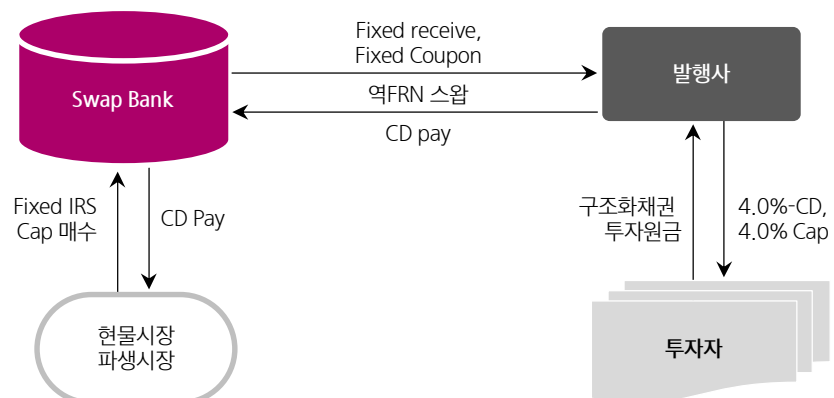 Fixed receive,
Fixed Coupon
Swap Bank
발행사
역FRN 스왑
CD pay
Fixed IRS
Cap 매수
CD Pay
구조화채권
투자원금
4.0%-CD,
4.0% Cap
현물시장
파생시장
투자자